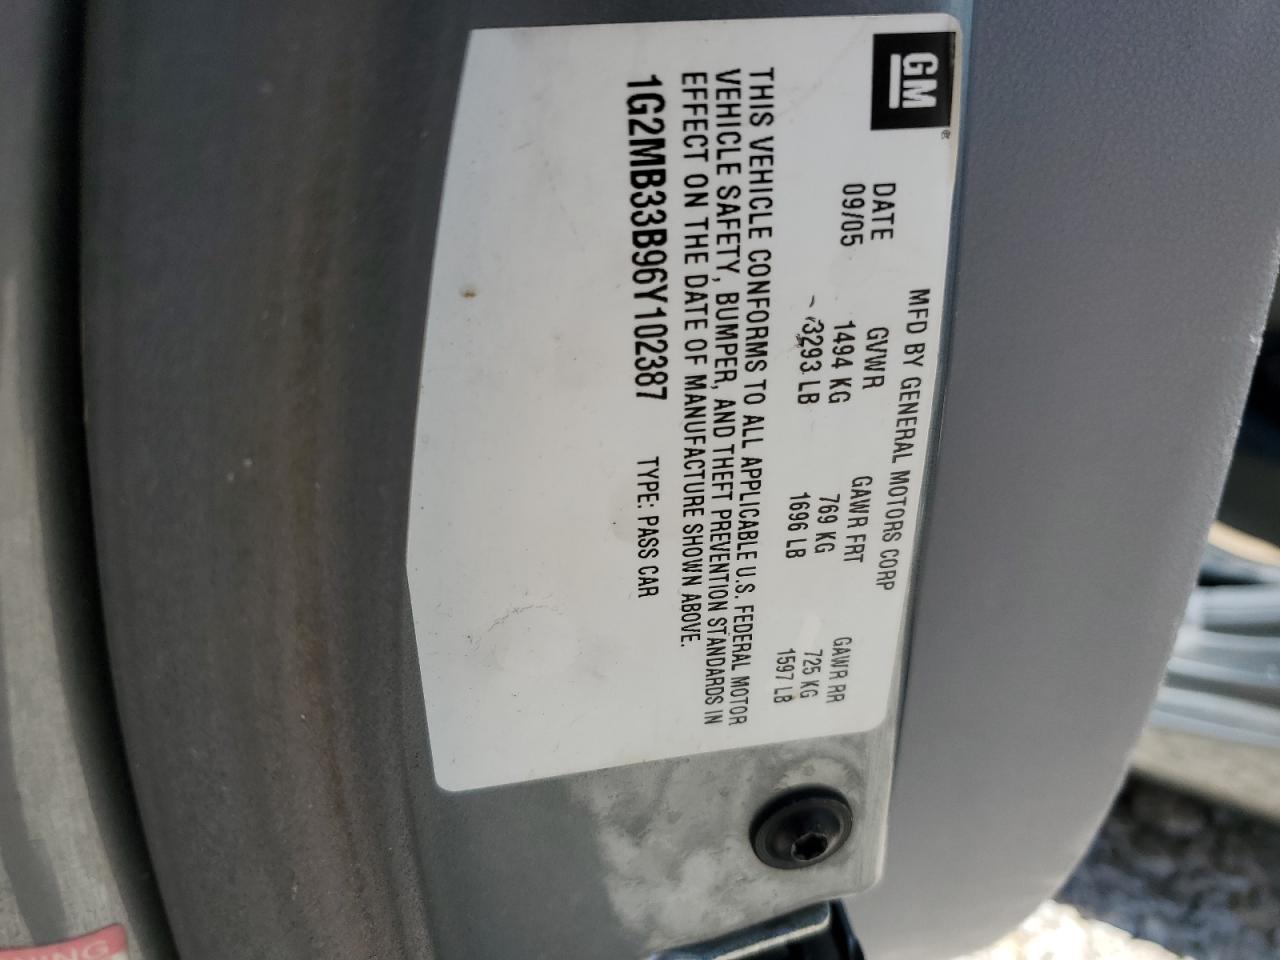 GM®
MFD BY GENERAL MOTORS CORP
DATE GVWR GAWR FRT GAWR RR
09/05 1494 KG 769 KG 725 KG
3293 LB 1696 LB 1597 LB
THIS VEHICLE CONFORMS TO ALL APPLICABLE U.S. FEDERAL MOTOR
VEHICLE SAFETY, BUMPER, AND THEFT PREVENTION STANDARDS IN
EFFECT ON THE DATE OF MANUFACTURE SHOWN ABOVE.
1G2MB33B96Y102387 TYPE: PASS CAR